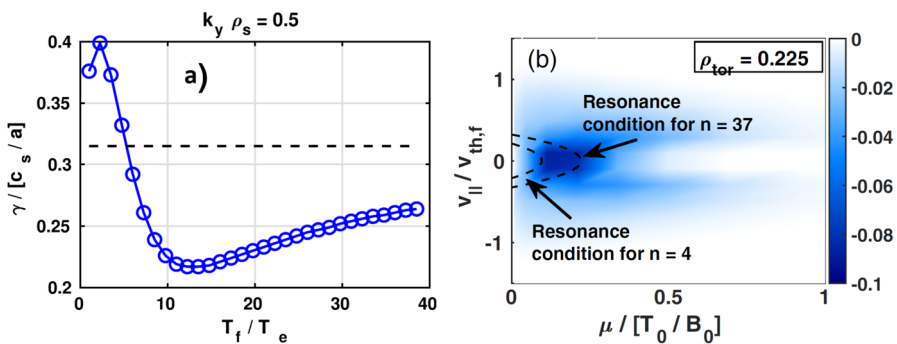 k_y ρ_s = 0.5
a)
γ / [c_s / a]
0.4
0.35
0.3
0.25
0.2
0
10
20
30
40
T_f / T_e
(b)
ρ_tor = 0.225
Resonance
condition for n = 37
Resonance
condition for n = 4
v_|| / v_th,f
1
0
-1
0
0.5
1
μ / [T_0 / B_0]
0
-0.02
-0.04
-0.06
-0.08
-0.1